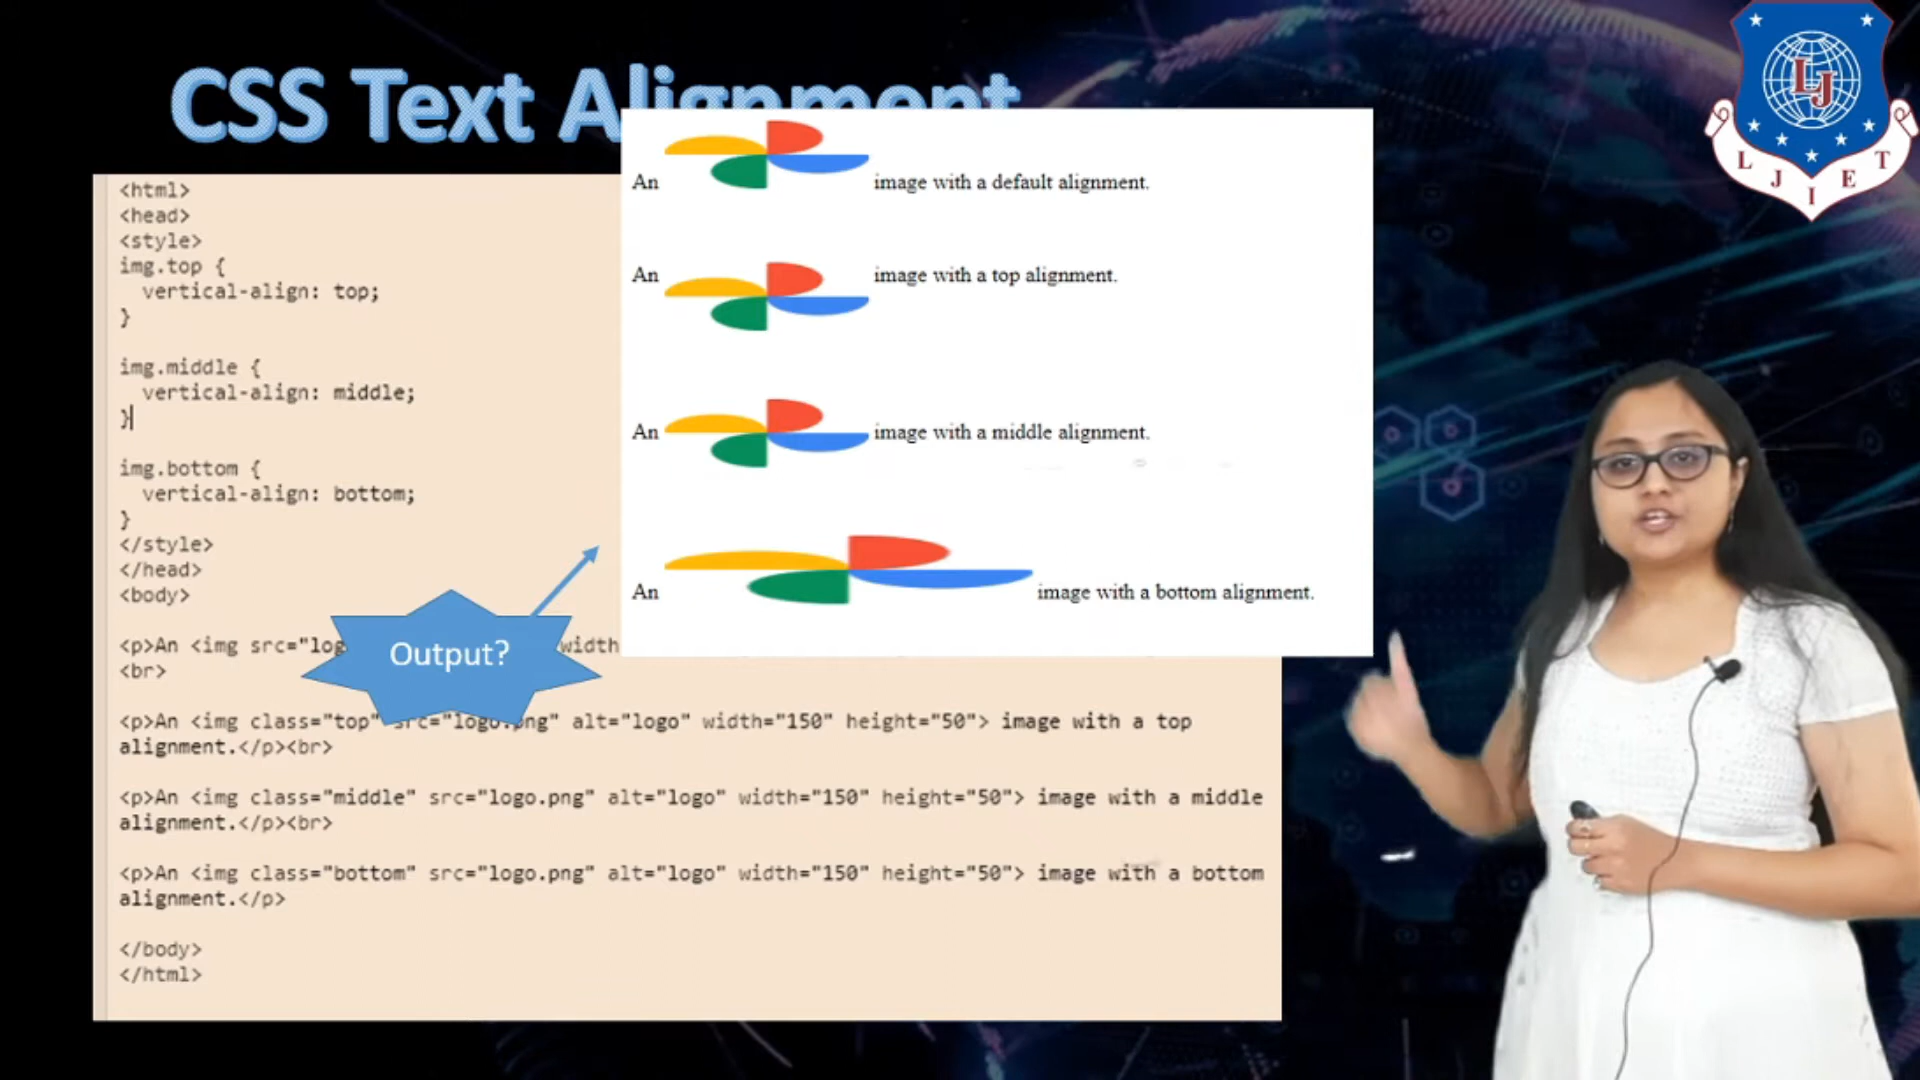 CSS Text Alignment
<html>
<head>
<style>
img.top {
vertical-align: top;
}
img.middle {
vertical-align: middle;
}
img.bottom {
vertical-align: bottom;
}
</style>
</head>
<body>
<p>An <img src="log width
<br>
<p>An <img class="top" src="logo.png" alt="logo" width="150" height="50"> image with a top
alignment.</p><br>
<p>An <img class="middle" src="logo.png" alt="logo" width="150" height="50"> image with a middle
alignment.</p><br>
<p>An <img class="bottom" src="logo.png" alt="logo" width="150" height="50"> image with a bottom
alignment.</p>
</body>
</html>
Output?
An image with a default alignment.
An image with a top alignment.
An image with a middle alignment.
An image with a bottom alignment.
LJ
L J I E T